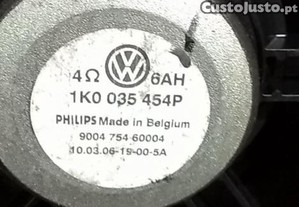 CustoJusto.pt
4Ω 6AH
1K0 035 454P
PHILIPS Made in Belgium
9004 754 60004
10.03.06-19-00-5A